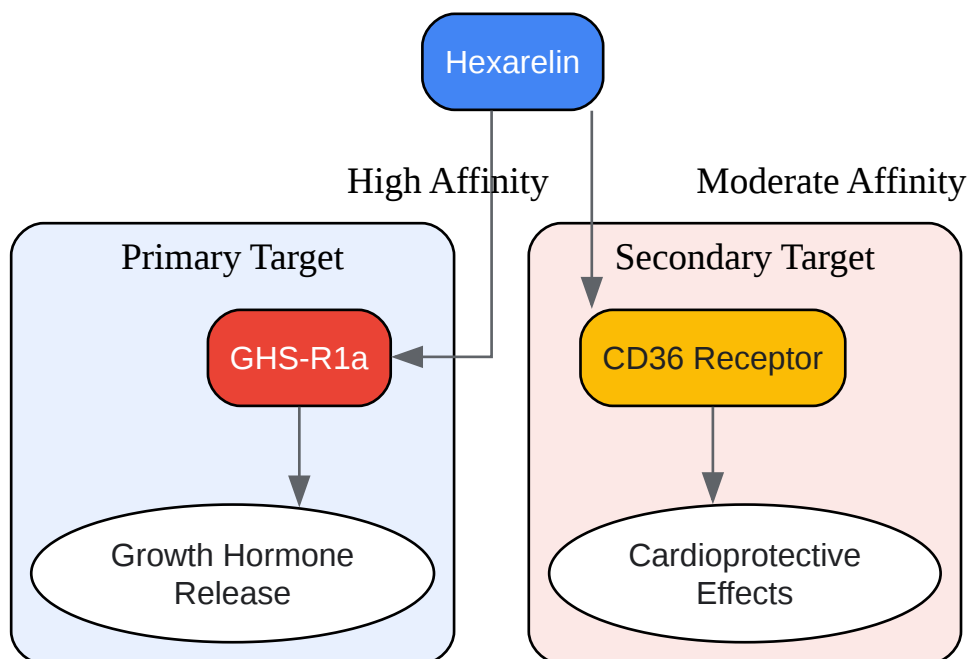 Hexarelin
High Affinity
Moderate Affinity
Primary Target
Secondary Target
GHS-R1a
CD36 Receptor
Growth Hormone
Release
Cardioprotective
Effects